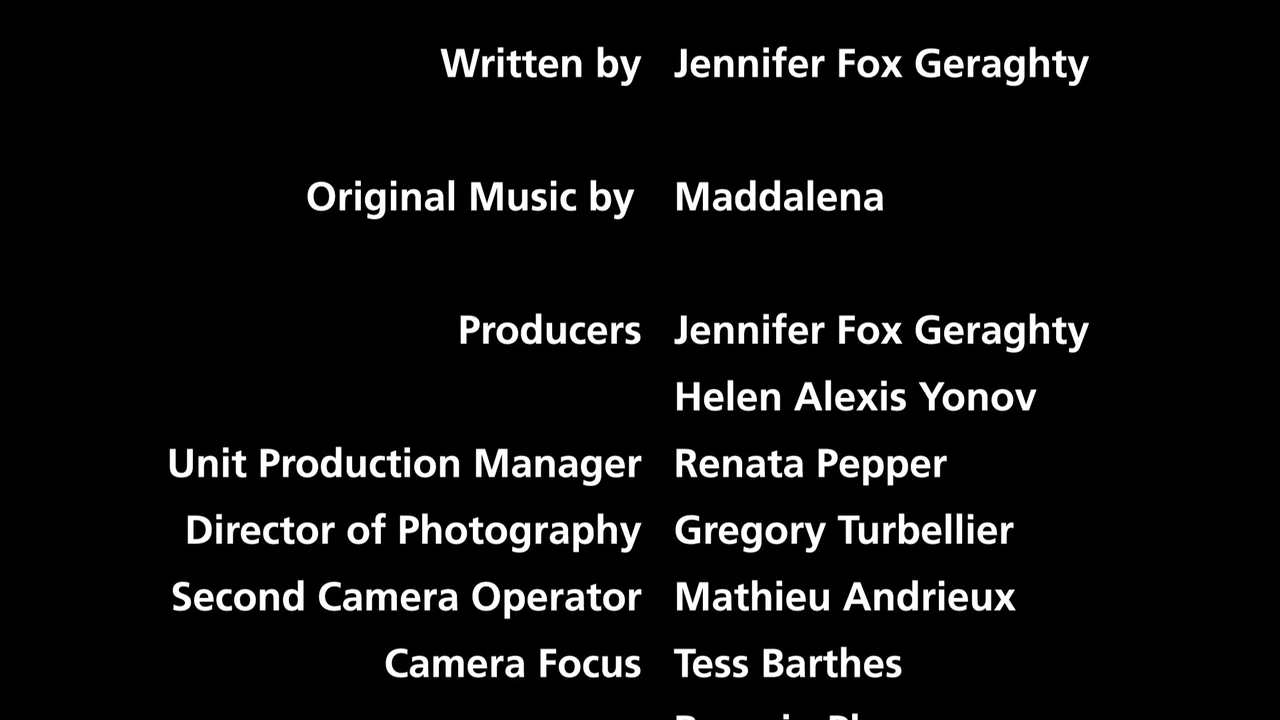 Written by Jennifer Fox Geraghty
Original Music by Maddalena
Producers Jennifer Fox Geraghty
Helen Alexis Yonov
Unit Production Manager Renata Pepper
Director of Photography Gregory Turbellier
Second Camera Operator Mathieu Andrieux
Camera Focus Tess Barthes